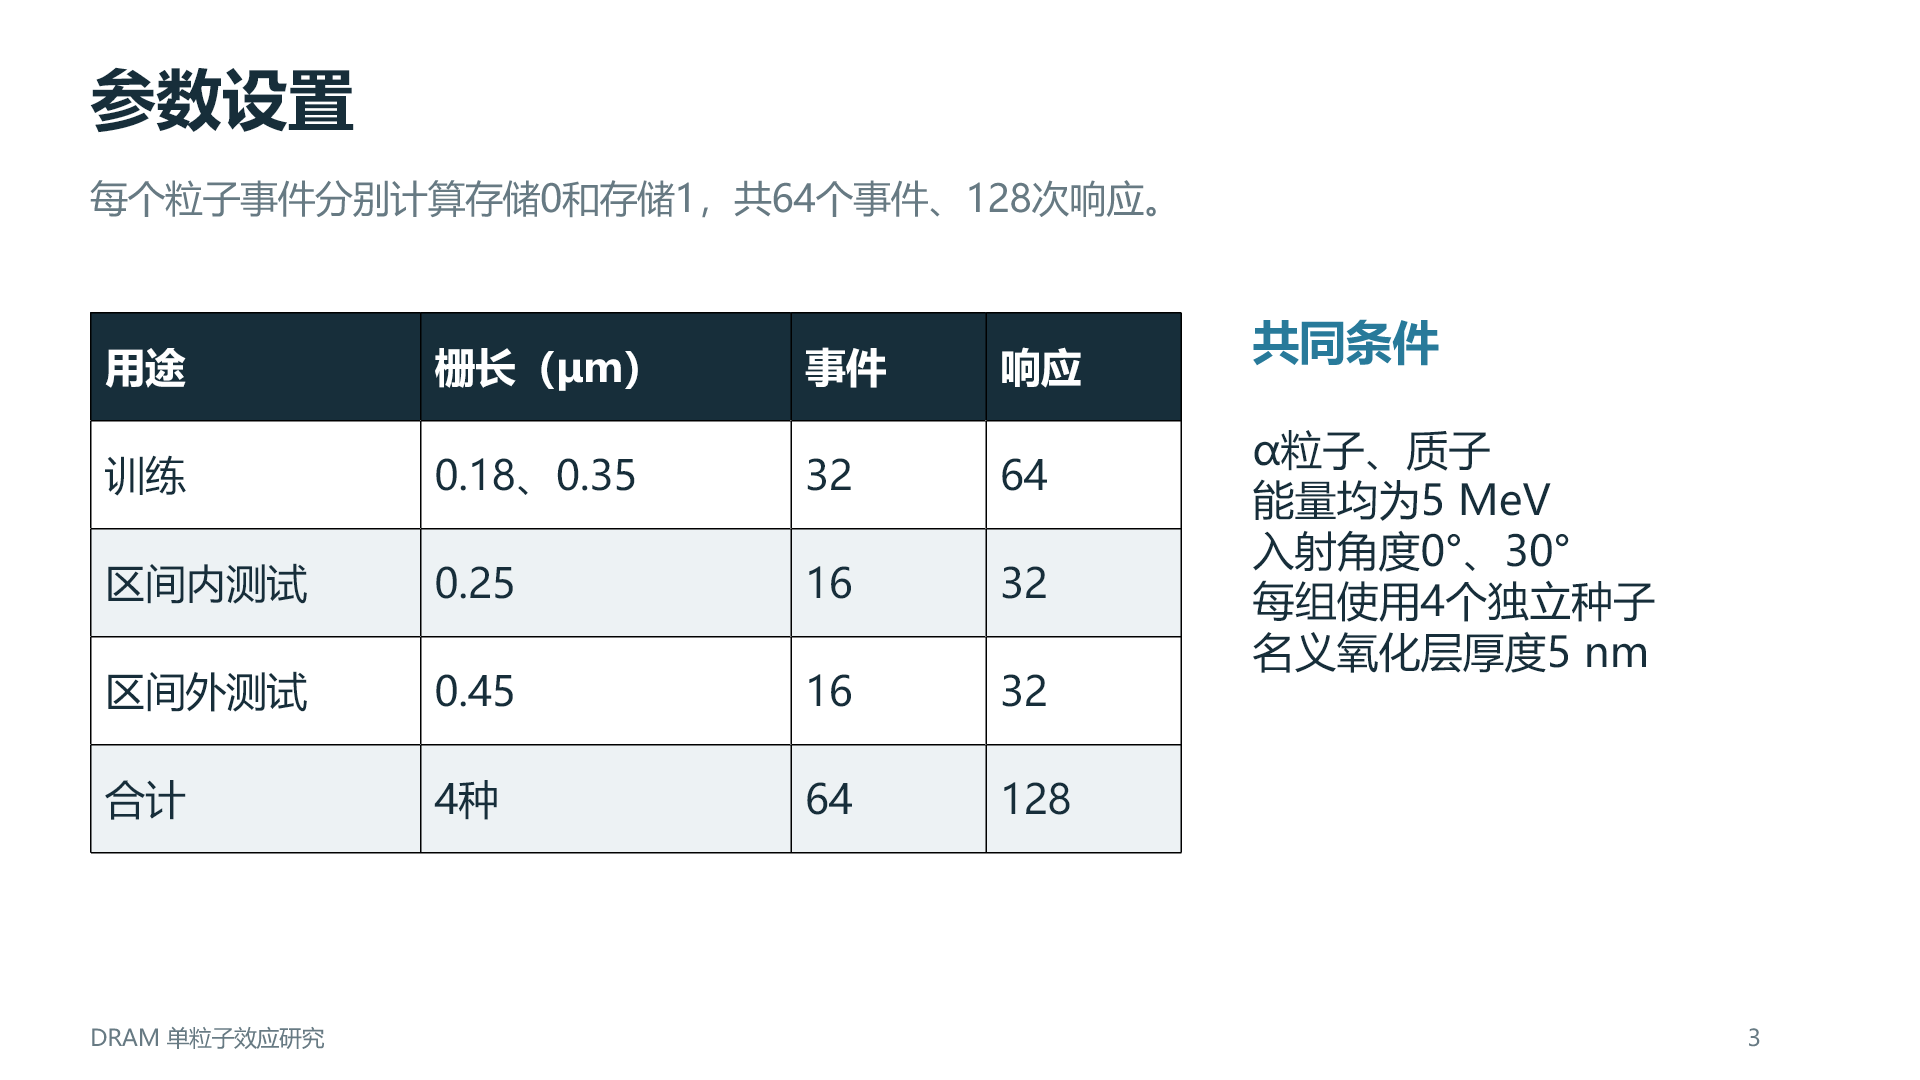 参数设置
每个粒子事件分别计算存储0和存储1，共64个事件、128次响应。
用途 栅长（μm） 事件 响应
训练 0.18、0.35 32 64
区间内测试 0.25 16 32
区间外测试 0.45 16 32
合计 4种 64 128
共同条件
α粒子、质子
能量均为5 MeV
入射角度0°、30°
每组使用4个独立种子
名义氧化层厚度5 nm
DRAM 单粒子效应研究
3